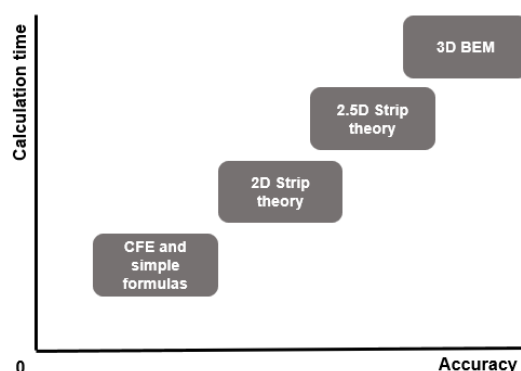 Calculation time
3D BEM
2.5D Strip
theory
2D Strip
theory
CFE and
simple
formulas
0
Accuracy